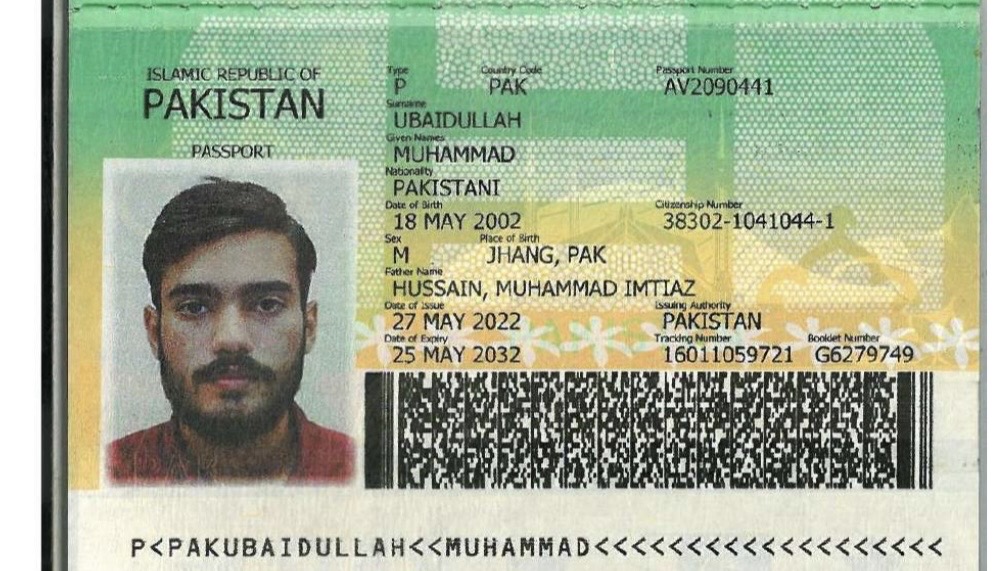 ISLAMIC REPUBLIC OF
PAKISTAN
PASSPORT
Type Country Code Passport Number
P PAK AV2090441
Surname
UBAIDULLAH
Given Names
MUHAMMAD
Nationality
PAKISTANI
Date of Birth Citizenship Number
18 MAY 2002 38302-1041044-1
Sex Place of Birth
M JHANG, PAK
Father Name
HUSSAIN, MUHAMMAD IMTIAZ
Date of Issue Issuing Authority
27 MAY 2022 PAKISTAN
Date of Expiry Tracking Number Booklet Number
25 MAY 2032 16011059721 G6279749
P<PAKUBAIDULLAH<<MUHAMMAD<<<<<<<<<<<<<<<<<<<